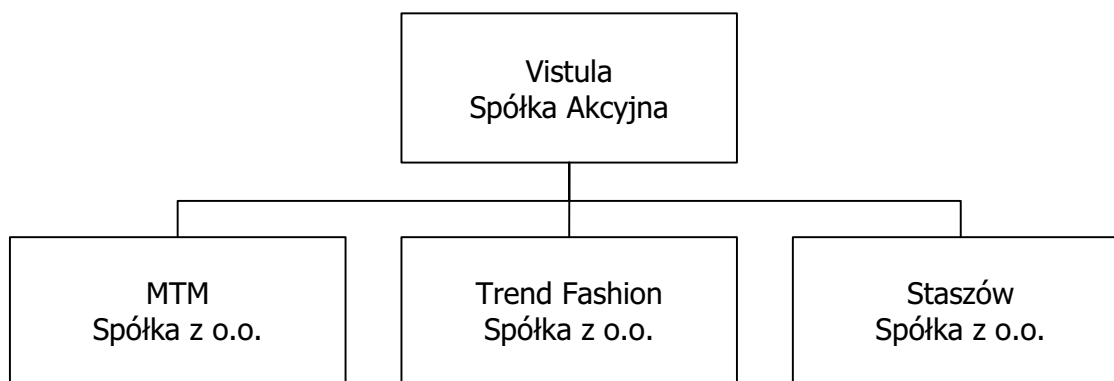 Vistula
Spółka Akcyjna
MTM
Spółka z o.o.
Trend Fashion
Spółka z o.o.
Staszów
Spółka z o.o.